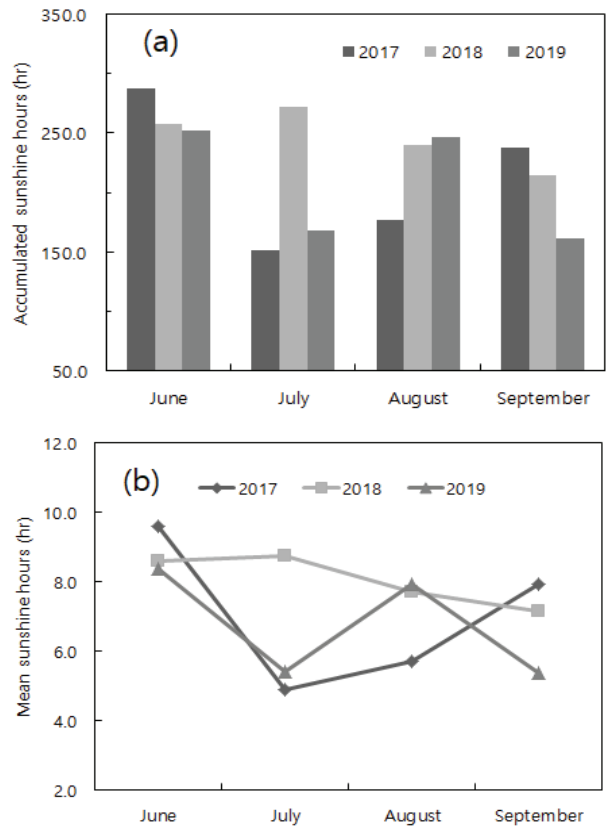 350.0
(a)
2017 2018 2019
250.0
150.0
50.0
Accumulated sunshine hours (hr)
June July August September
12.0
(b)
2017 2018 2019
10.0
8.0
6.0
4.0
2.0
Mean sunshine hours (hr)
June July August September